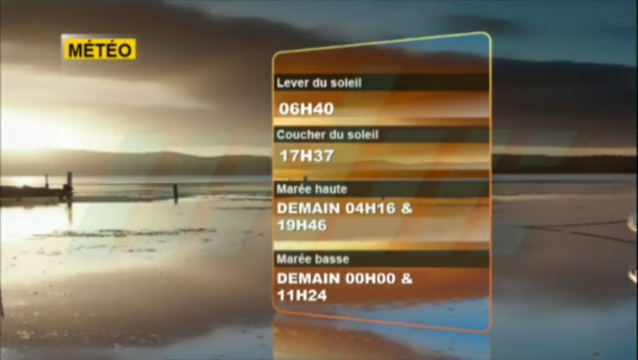 MÉTÉO
Lever du soleil
06H40
Coucher du soleil
17H37
Marée haute
DEMAIN 04H16 &
19H46
Marée basse
DEMAIN 00H00 &
11H24